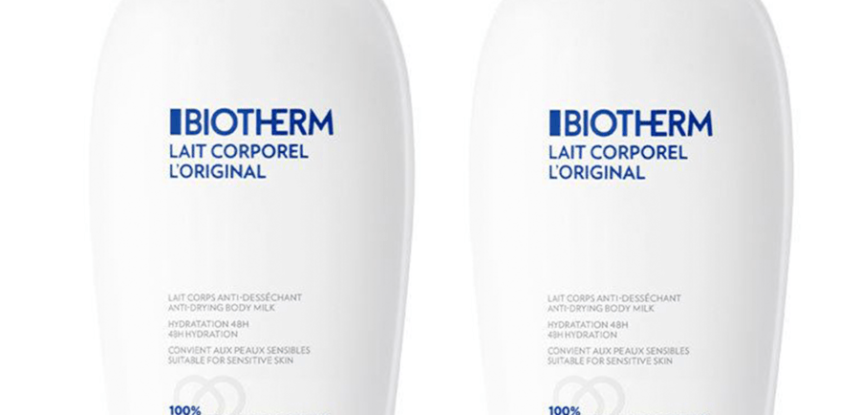 BIOTHERM
LAIT CORPOREL
L'ORIGINAL
LAIT CORPS ANTI-DESSÉCHANT
ANTI-DRYING BODY MILK
HYDRATATION 48H
48H HYDRATION
CONVIENT AUX PEAUX SENSIBLES
SUITABLE FOR SENSITIVE SKIN
100%
BIOTHERM
LAIT CORPOREL
L'ORIGINAL
LAIT CORPS ANTI-DESSÉCHANT
ANTI-DRYING BODY MILK
HYDRATATION 48H
48H HYDRATION
CONVIENT AUX PEAUX SENSIBLES
SUITABLE FOR SENSITIVE SKIN
100%